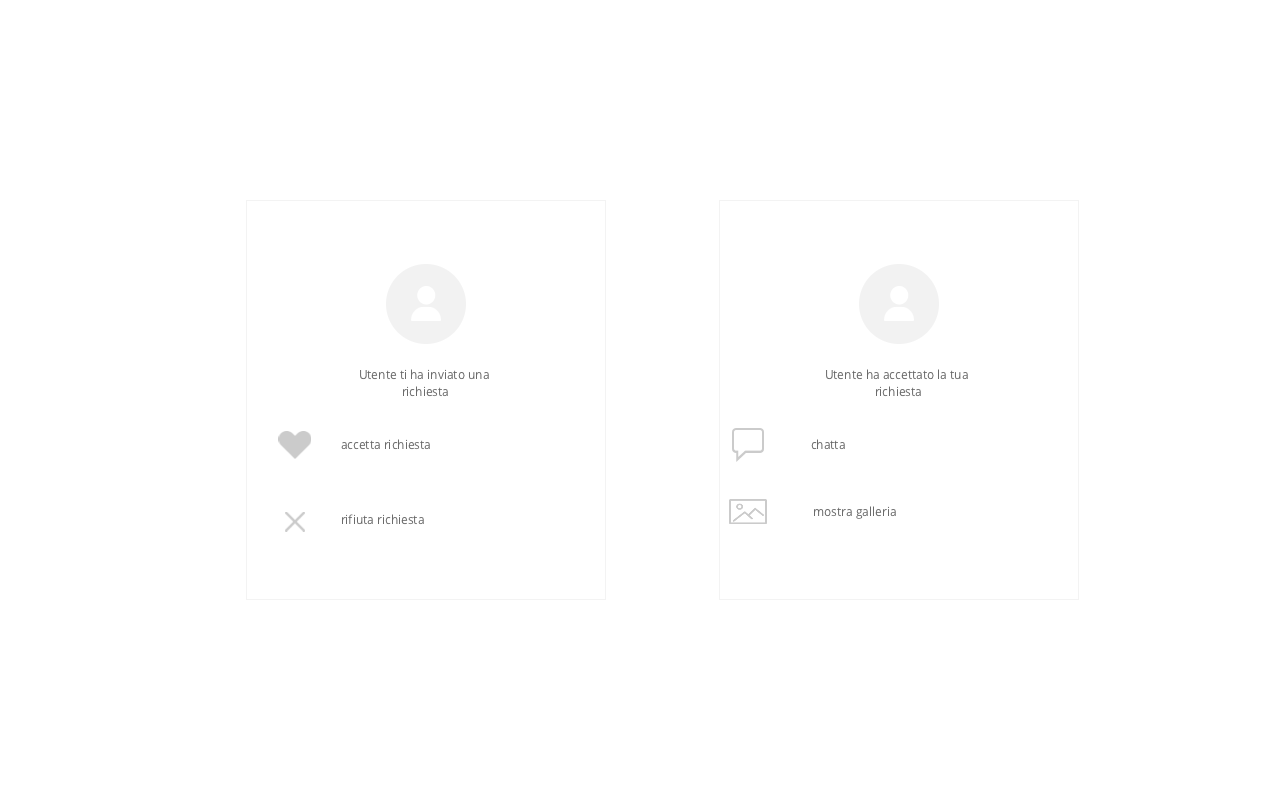 Utente ti ha inviato una
richiesta
accetta richiesta
rifiuta richiesta
Utente ha accettato la tua
richiesta
chatta
mostra galleria